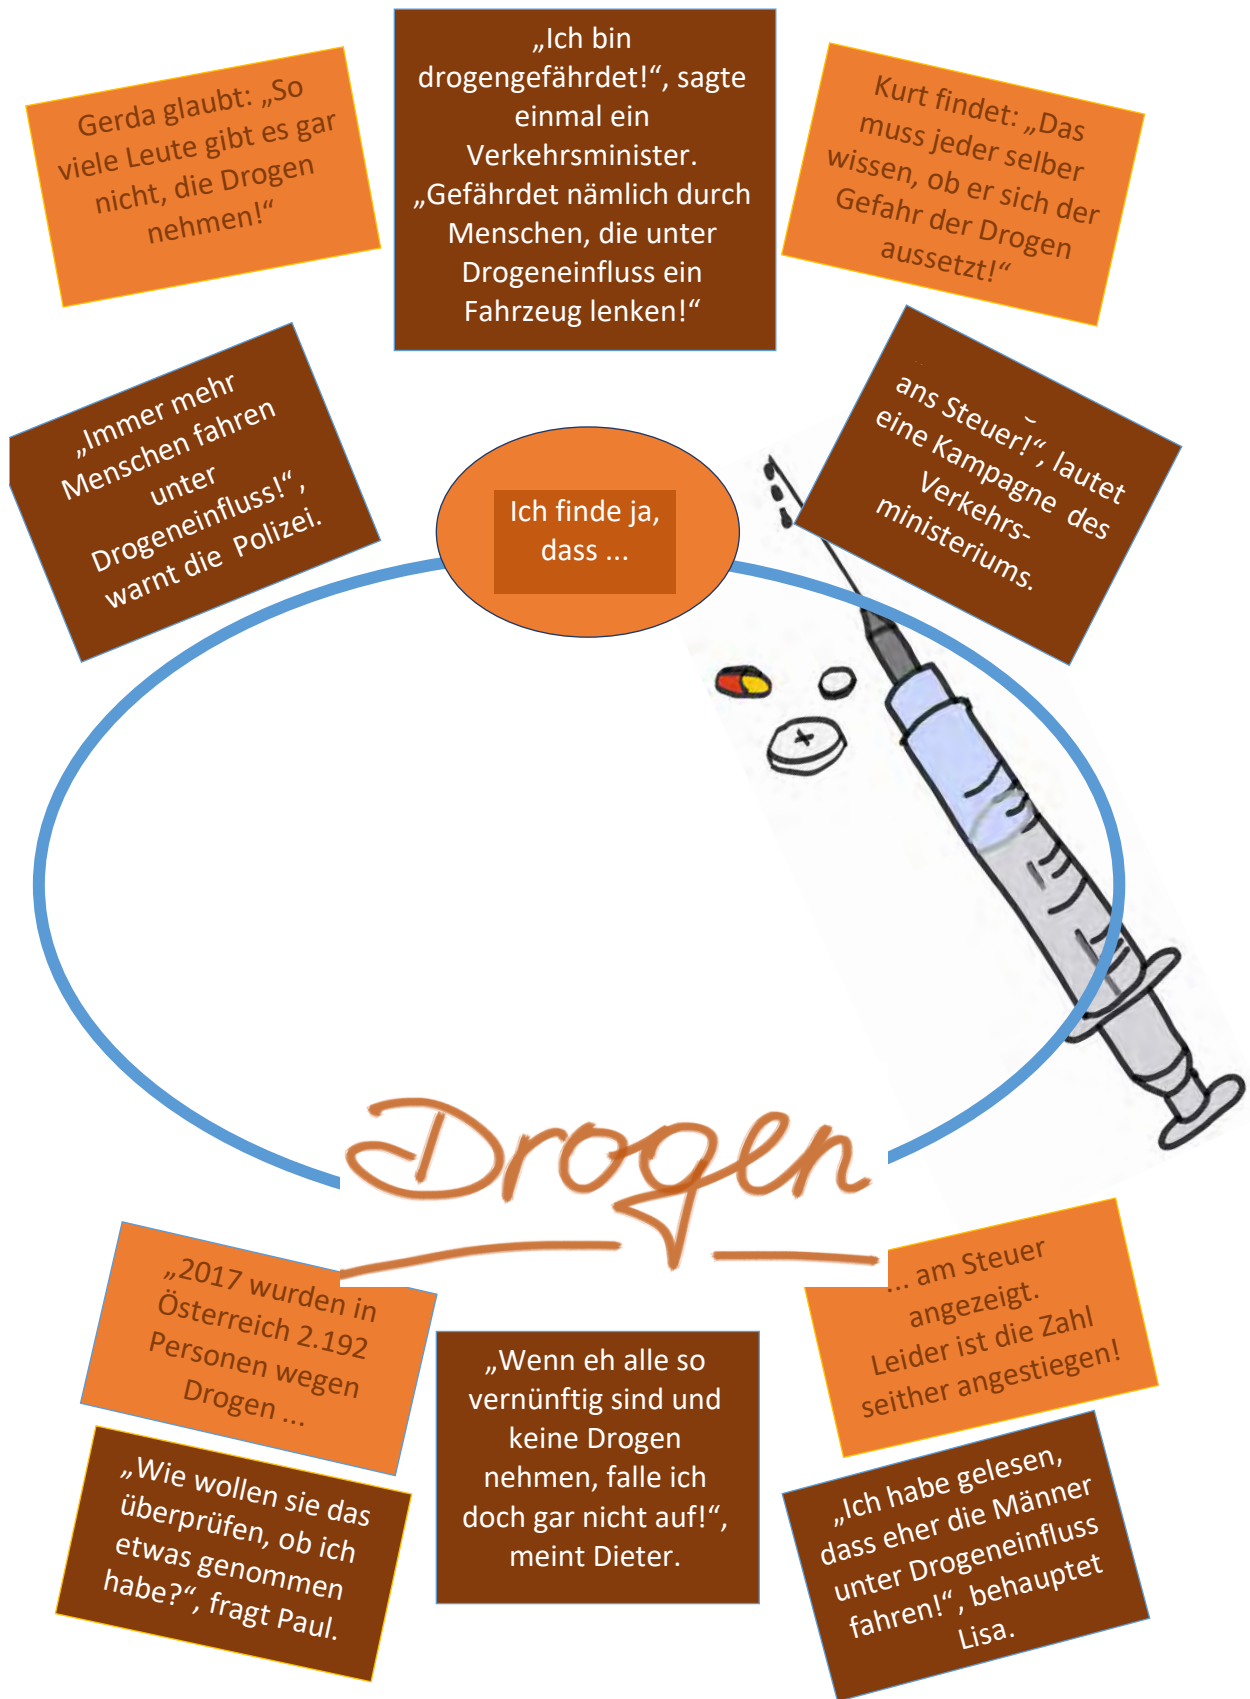 „Ich bin
drogengefährdet!“, sagte
einmal ein
Verkehrsminister.
„Gefährdet nämlich durch
Menschen, die unter
Drogeneinfluss ein
Fahrzeug lenken!“
Gerda glaubt: „So
viele Leute gibt es gar
nicht, die Drogen
nehmen!“
Kurt findet: „Das
muss jeder selber
wissen, ob er sich der
Gefahr der Drogen
aussetzt!“
„Immer mehr
Menschen fahren
unter
Drogeneinfluss!“,
warnt die Polizei.
ans Steuer!“, lautet
eine Kampagne des
Verkehrs-
ministeriums.
Ich finde ja,
dass ...
Drogen
„2017 wurden in
Österreich 2.192
Personen wegen
Drogen ...
... am Steuer
angezeigt.
Leider ist die Zahl
seither angestiegen!
„Wie wollen sie das
überprüfen, ob ich
etwas genommen
habe?“, fragt Paul.
„Wenn eh alle so
vernünftig sind und
keine Drogen
nehmen, falle ich
doch gar nicht auf!“,
meint Dieter.
„Ich habe gelesen,
dass eher die Männer
unter Drogeneinfluss
fahren!“, behauptet
Lisa.